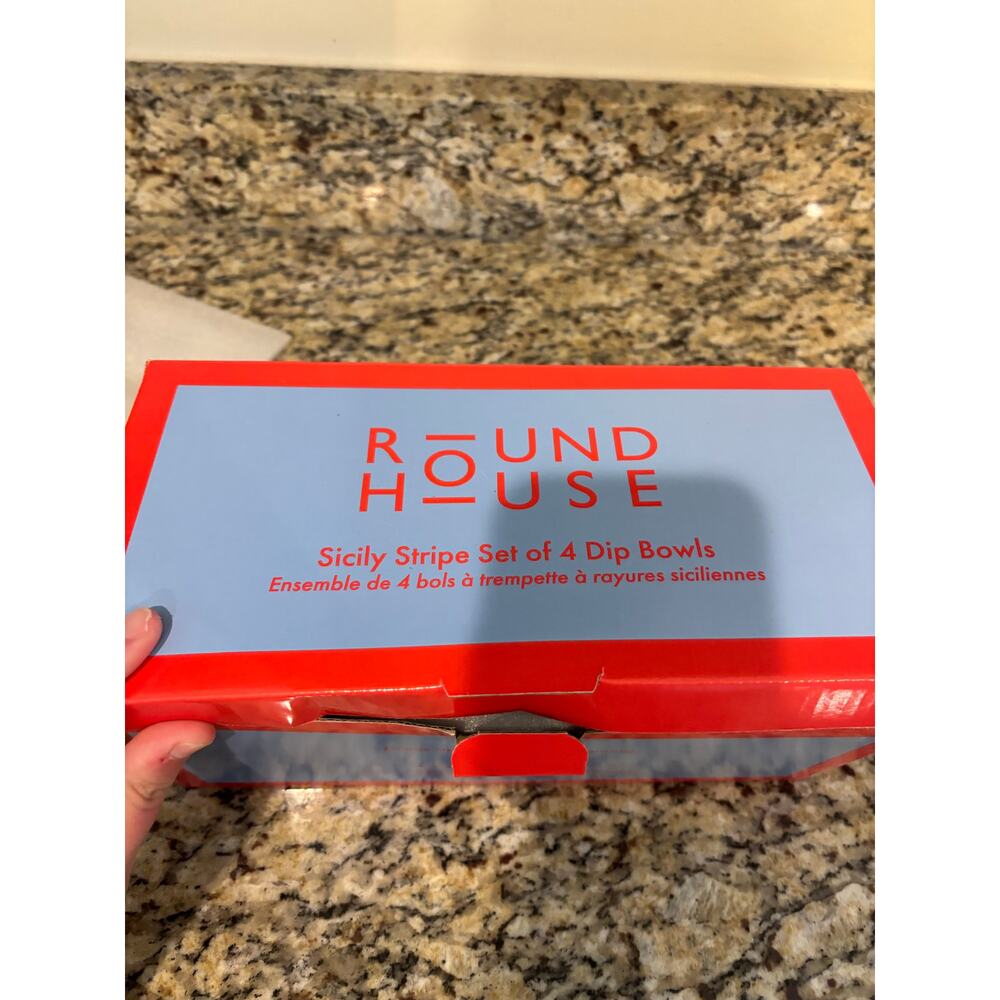 ROUND
HOUSE
Sicily Stripe Set of 4 Dip Bowls
Ensemble de 4 bols à trempette à rayures siciliennes